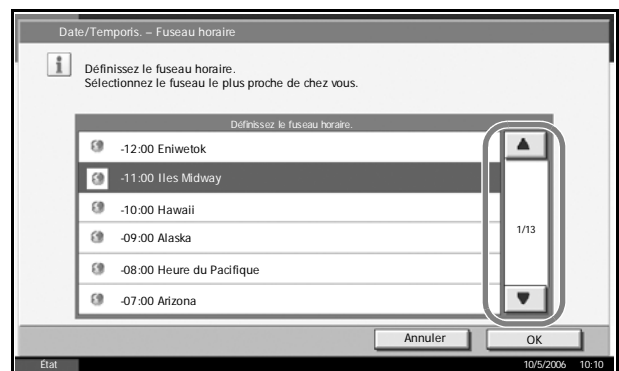 Date/Temporis. – Fuseau horaire
Définissez le fuseau horaire.
Sélectionnez le fuseau le plus proche de chez vous.
Définissez le fuseau horaire.
-12:00 Eniwetok
-11:00 Iles Midway
-10:00 Hawaii
-09:00 Alaska
-08:00 Heure du Pacifique
-07:00 Arizona
1/13
Annuler OK
État 10/5/2006 10:10